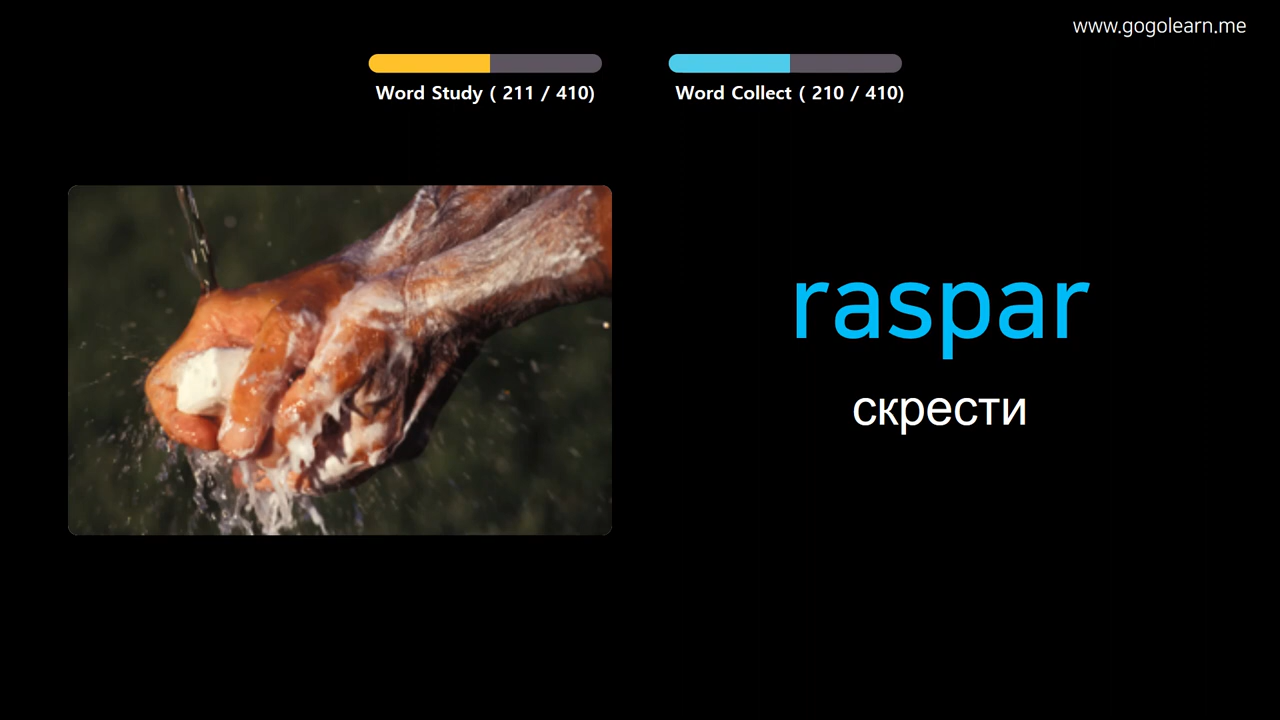 www.gogolearn.me
Word Study ( 211 / 410)
Word Collect ( 210 / 410)
raspar
скрести